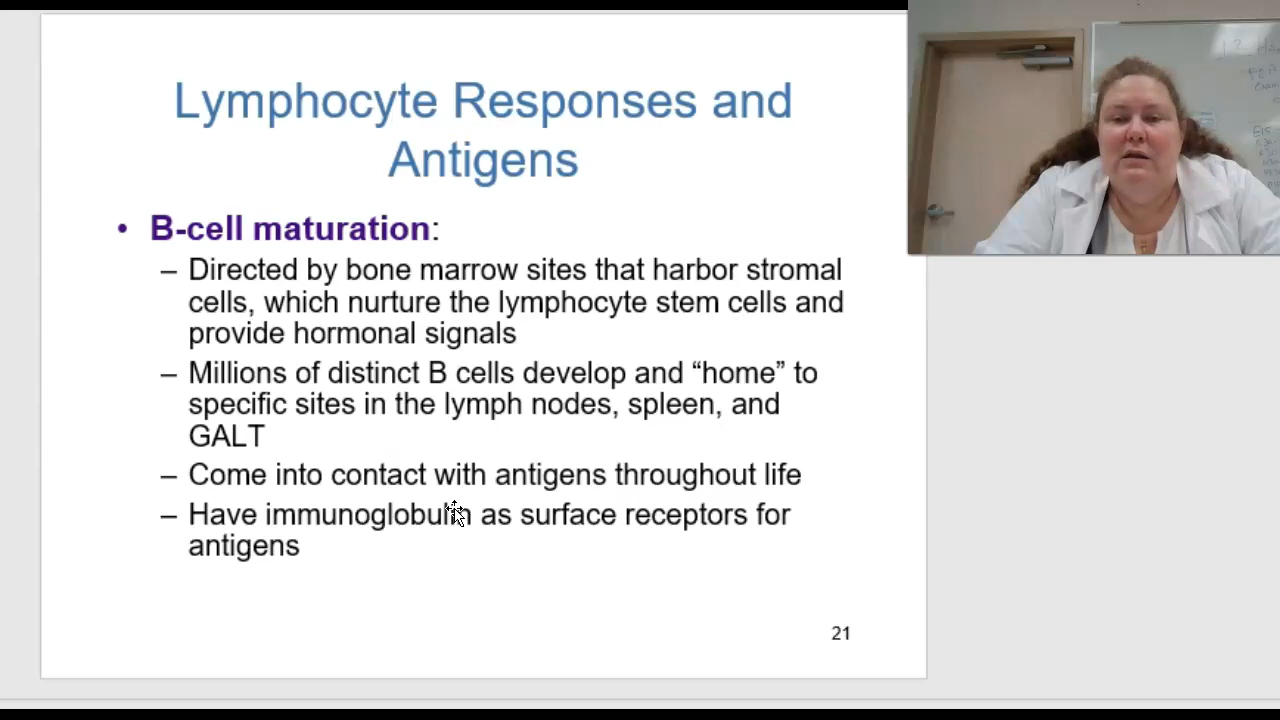 Lymphocyte Responses and
Antigens
• B-cell maturation:
– Directed by bone marrow sites that harbor stromal
cells, which nurture the lymphocyte stem cells and
provide hormonal signals
– Millions of distinct B cells develop and “home” to
specific sites in the lymph nodes, spleen, and
GALT
– Come into contact with antigens throughout life
– Have immunoglobulin as surface receptors for
antigens
21